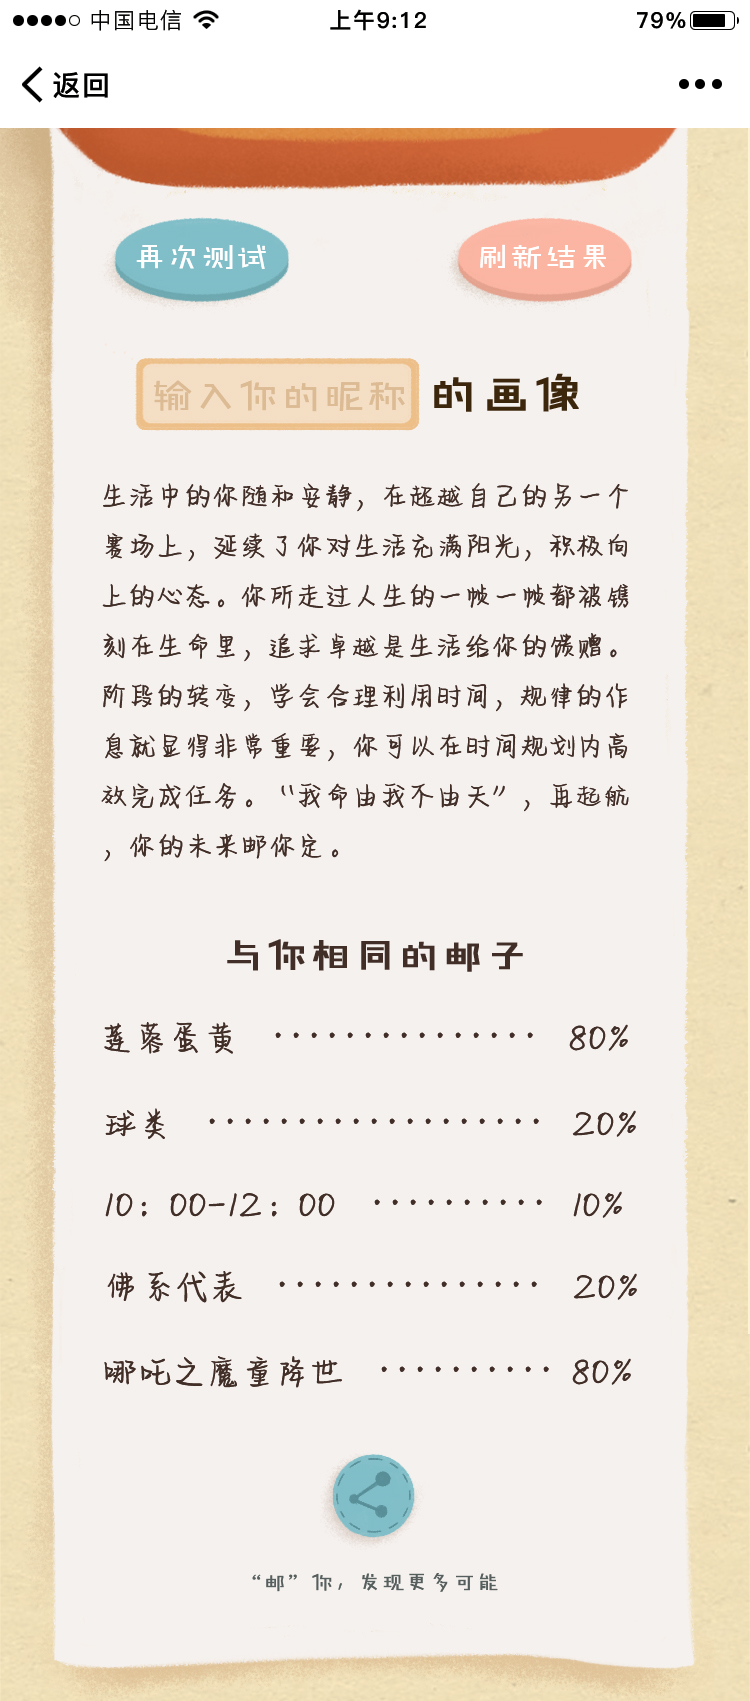 中国电信 上午9:12 79%
返回
再次测试 刷新结果
输入你的昵称 的画像
生活中的你随和安静，在超越自己的另一个
赛场上，延续了你对生活充满阳光，积极向
上的心态。你所走过人生的一帧一帧都被镌
刻在生命里，追求卓越是生活给你的馈赠。
阶段的转变，学会合理利用时间，规律的作
息就显得非常重要，你可以在时间规划内高
效完成任务。“我命由我不由天”，再起航
，你的未来邮你定。
与你相同的邮子
莲蓉蛋黄 ··············· 80%
球类 ··················· 20%
10：00-12：00 ·········· 10%
佛系代表 ··············· 20%
哪吒之魔童降世 ·········· 80%
“邮”你，发现更多可能